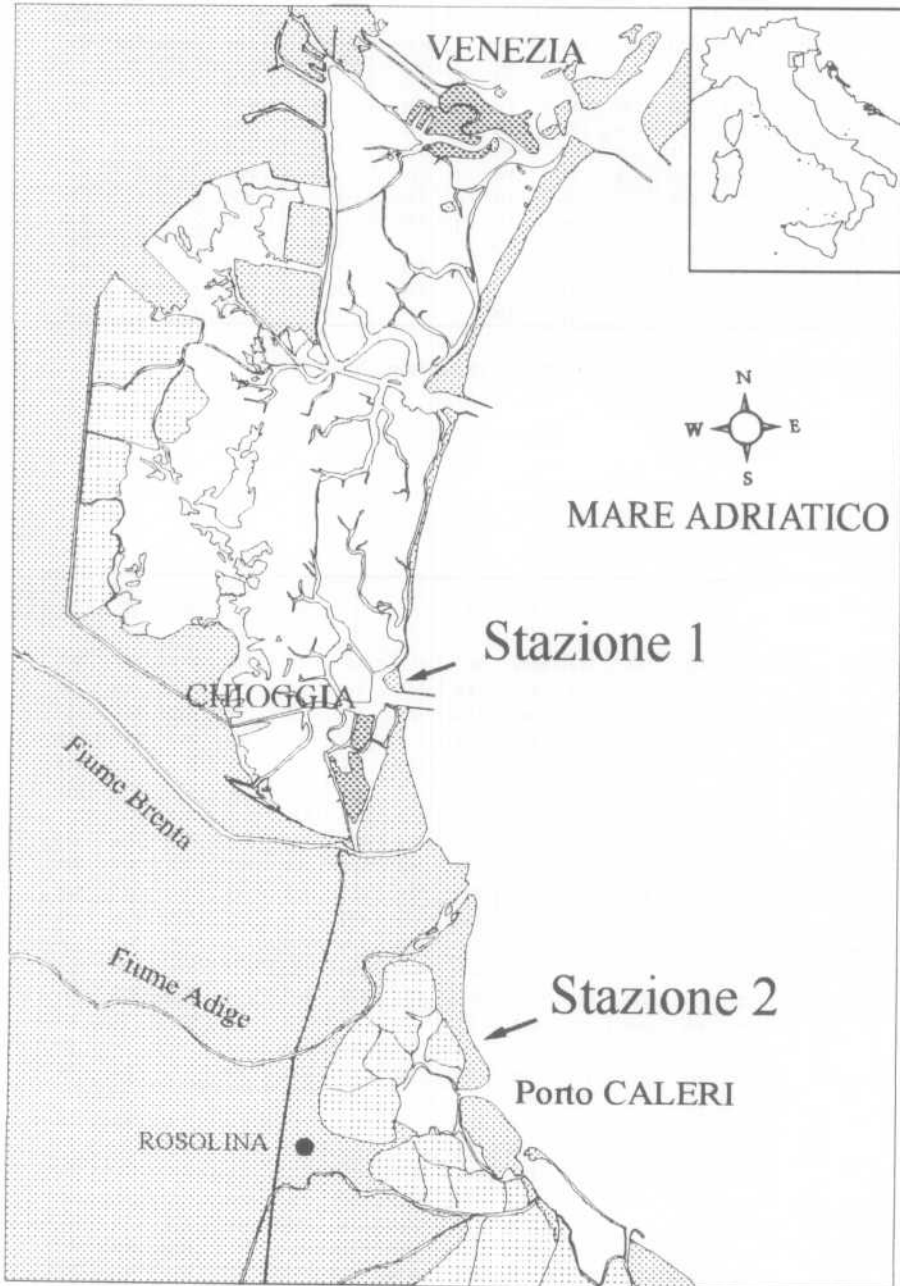 VENEZIA
N
W E
S
MARE ADRIATICO
Stazione 1
CHIOGGIA
Fiume Brenta
Fiume Adige
Stazione 2
Porto CALERI
ROSOLINA